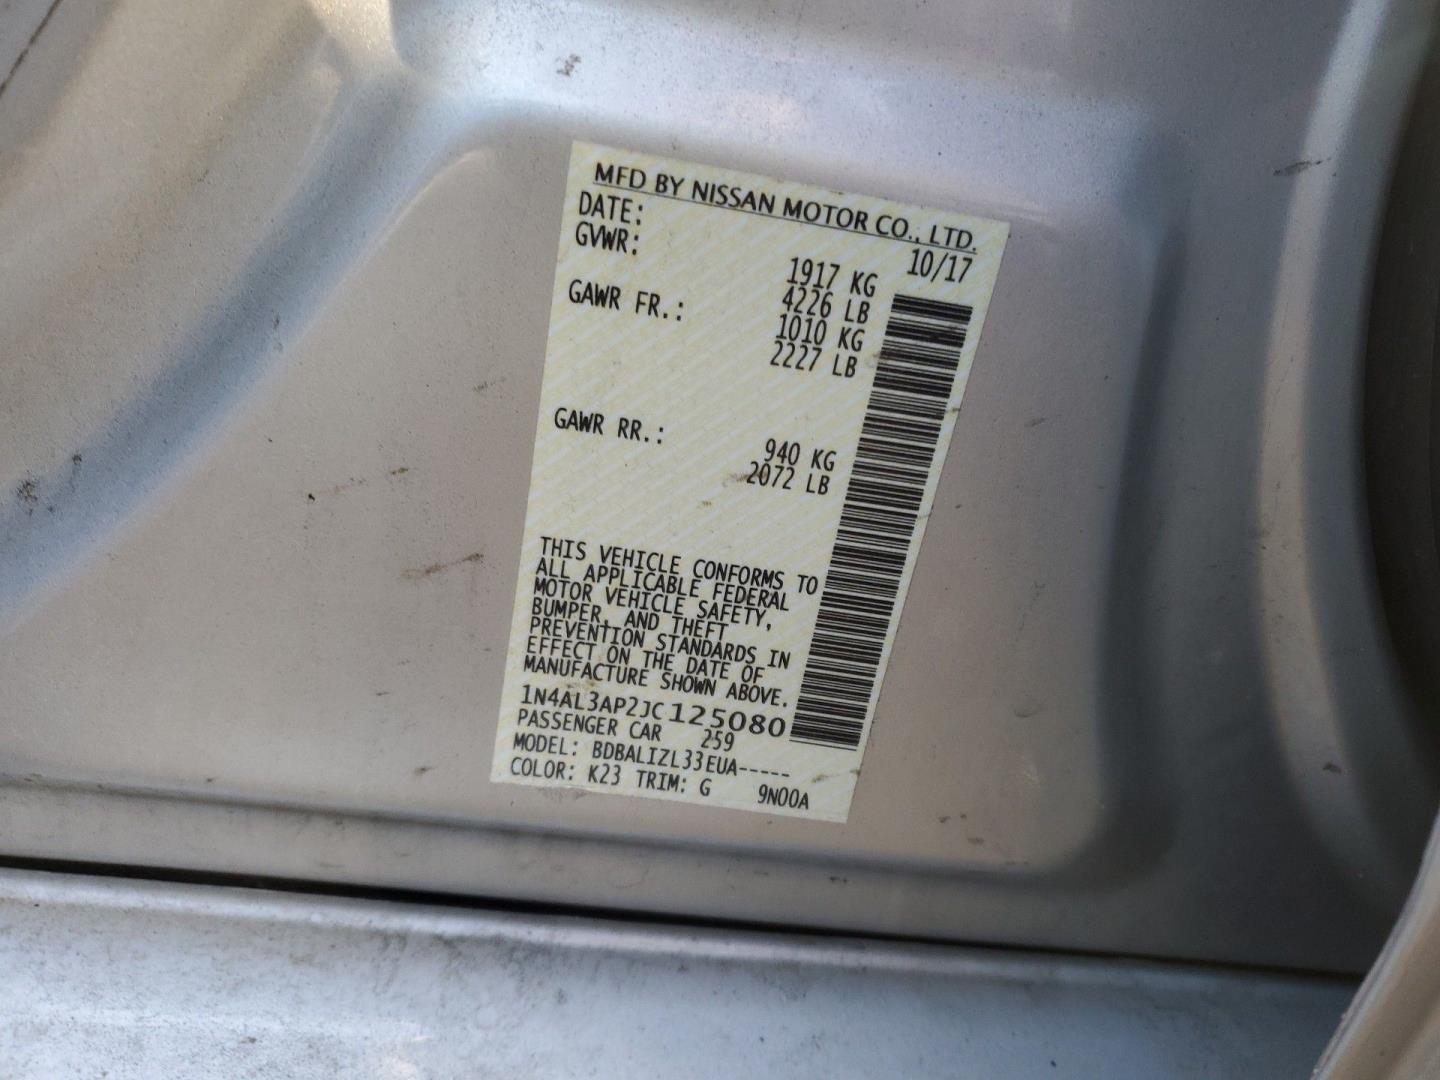 MFD BY NISSAN MOTOR CO., LTD.
DATE: 10/17
GVWR: 1917 KG
4226 LB
GAWR FR.: 1010 KG
2227 LB
GAWR RR.: 940 KG
2072 LB
THIS VEHICLE CONFORMS TO
ALL APPLICABLE FEDERAL
MOTOR VEHICLE SAFETY,
BUMPER, AND THEFT
PREVENTION STANDARDS IN
EFFECT ON THE DATE OF
MANUFACTURE SHOWN ABOVE.
1N4AL3AP2JC125080
PASSENGER CAR 259
MODEL: BDBALIZL33EUA-----
COLOR: K23 TRIM: G 9N00A